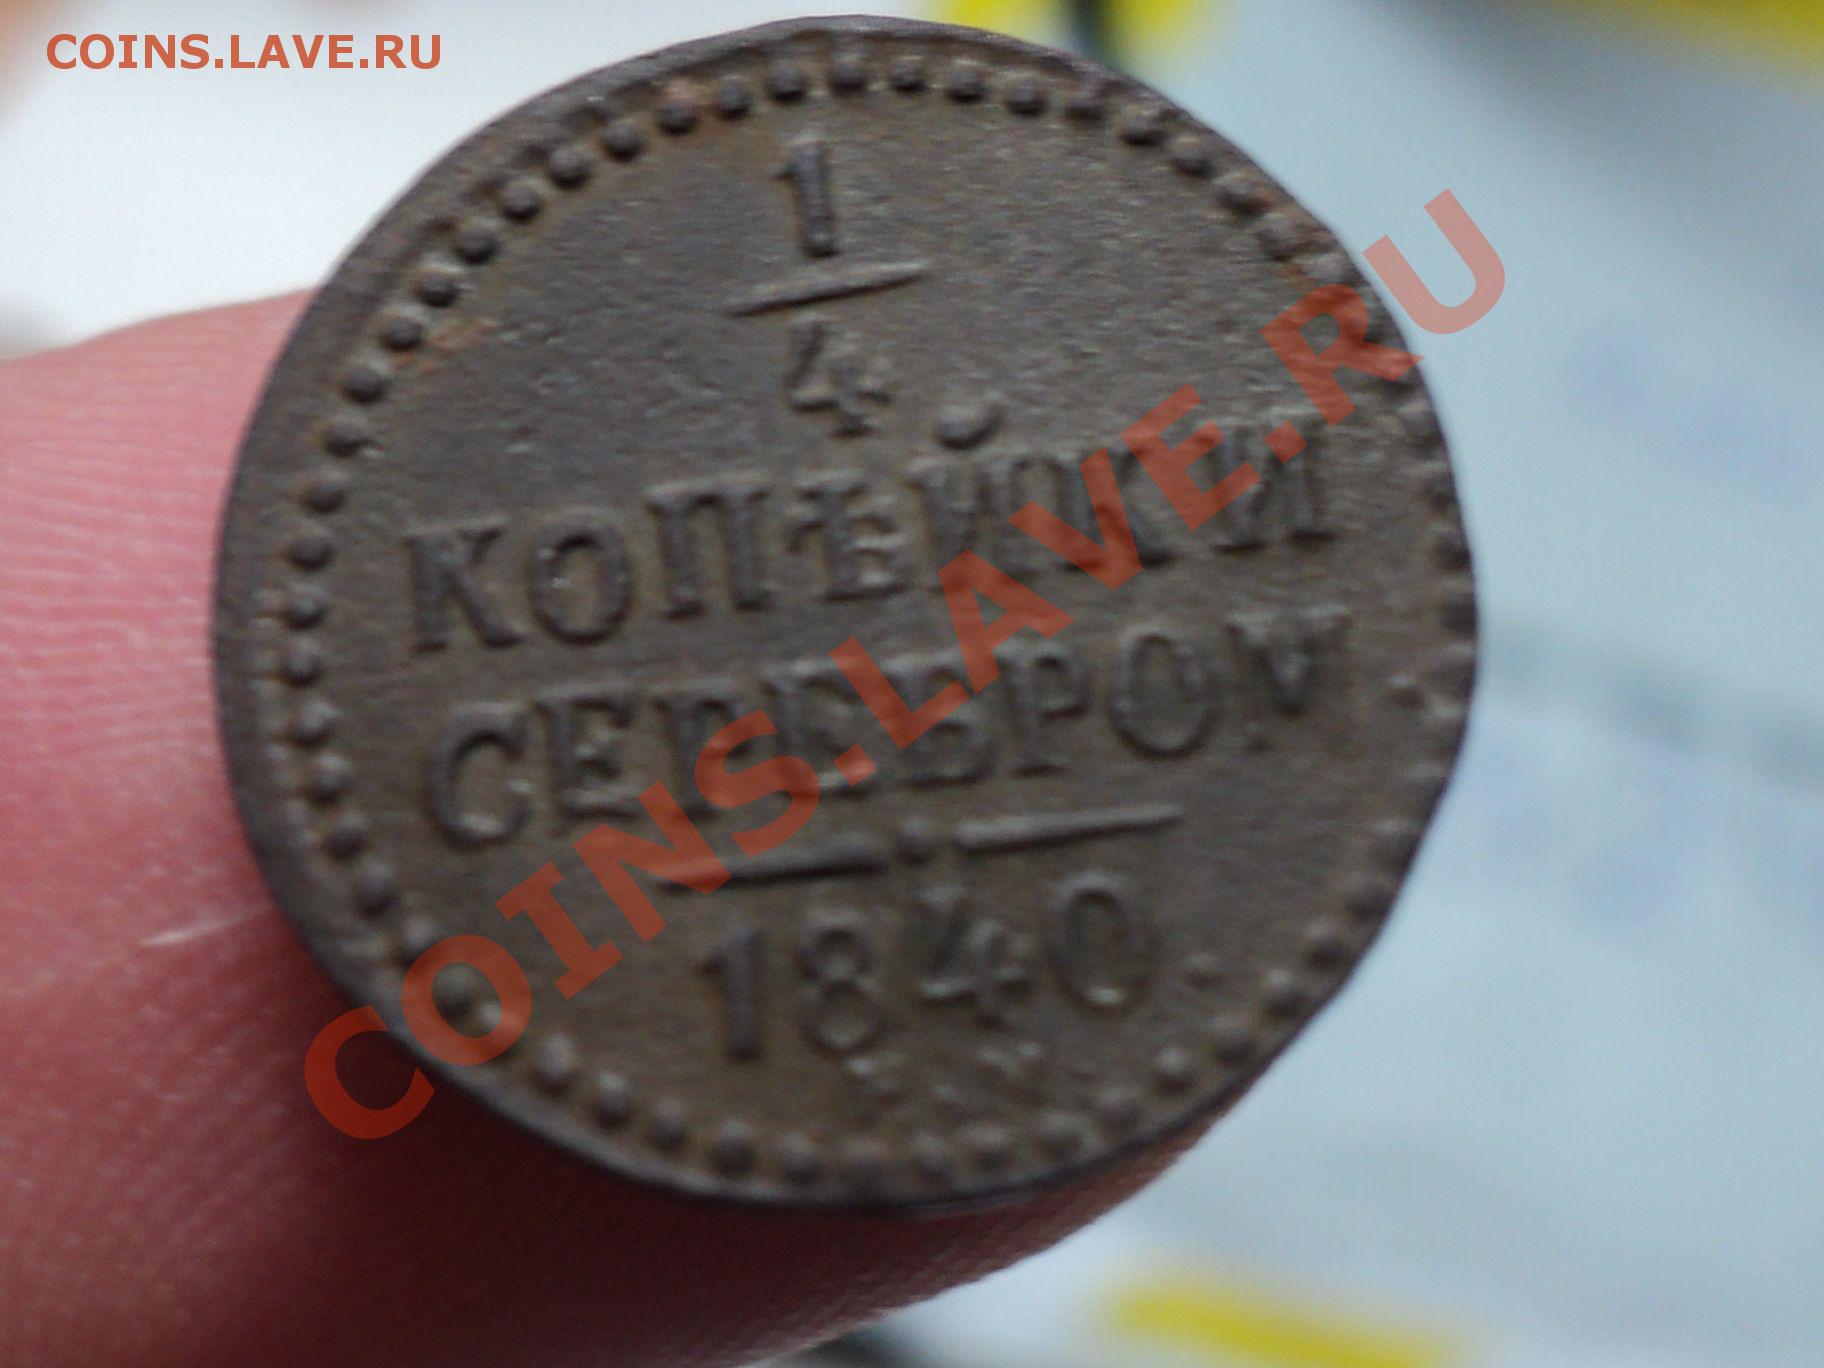 COINS.LAVE.RU
1
4
КОПѢЙКИ
СЕРЕБРОМ
1840
COINS.LAVE.RU